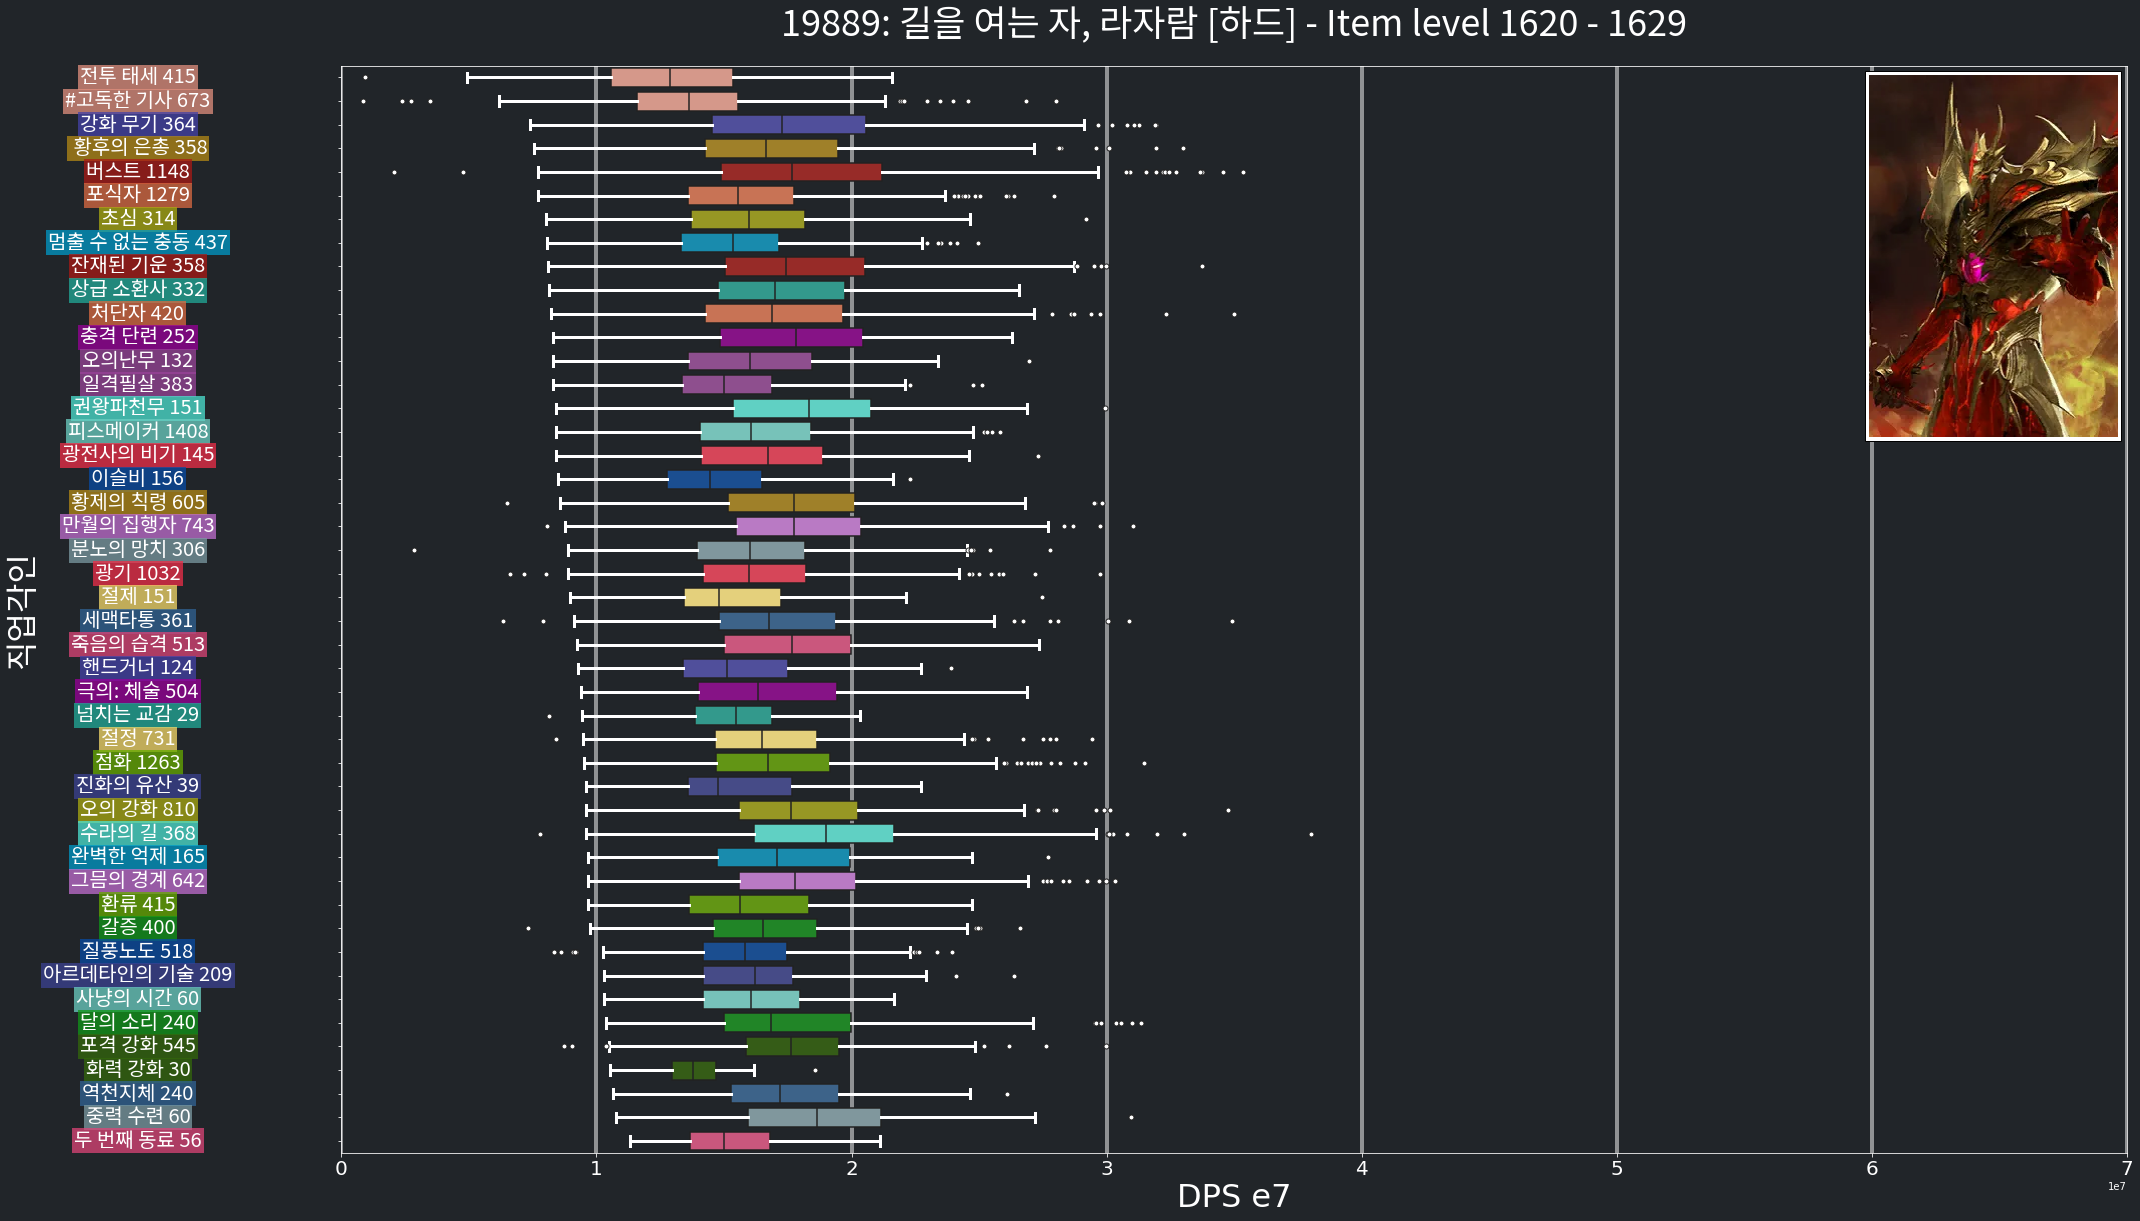 19889: 길을 여는 자, 라자람 [하드] - Item level 1620 - 1629
전투 태세 415
#고독한 기사 673
강화 무기 364
황후의 은총 358
버스트 1148
포식자 1279
초심 314
멈출 수 없는 충동 437
잔재된 기운 358
상급 소환사 332
처단자 420
충격 단련 252
오의난무 132
일격필살 383
권왕파천무 151
피스메이커 1408
광전사의 비기 145
이슬비 156
황제의 칙령 605
만월의 집행자 743
분노의 망치 306
광기 1032
절제 151
세맥타통 361
죽음의 습격 513
핸드거너 124
극의: 체술 504
넘치는 교감 29
절정 731
점화 1263
진화의 유산 39
오의 강화 810
수라의 길 368
완벽한 억제 165
그믐의 경계 642
환류 415
갈증 400
질풍노도 518
아르데타인의 기술 209
사냥의 시간 60
달의 소리 240
포격 강화 545
화력 강화 30
역천지체 240
중력 수련 60
두 번째 동료 56
직업각인
0 1 2 3 4 5 6 7
1e7
DPS e7